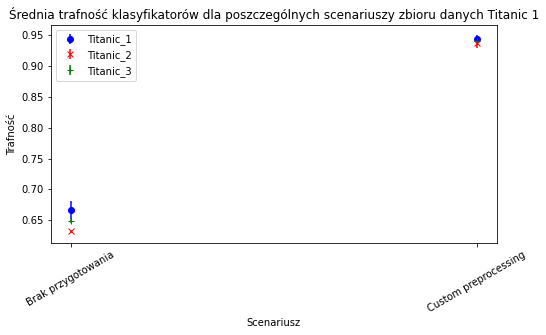 Średnia trafność klasyfikatorów dla poszczególnych scenariuszy zbioru danych Titanic 1
Titanic_1
Titanic_2
Titanic_3
0.95
0.90
0.85
0.80
0.75
0.70
0.65
Trafność
Brak przygotowania
Custom preprocessing
Scenariusz